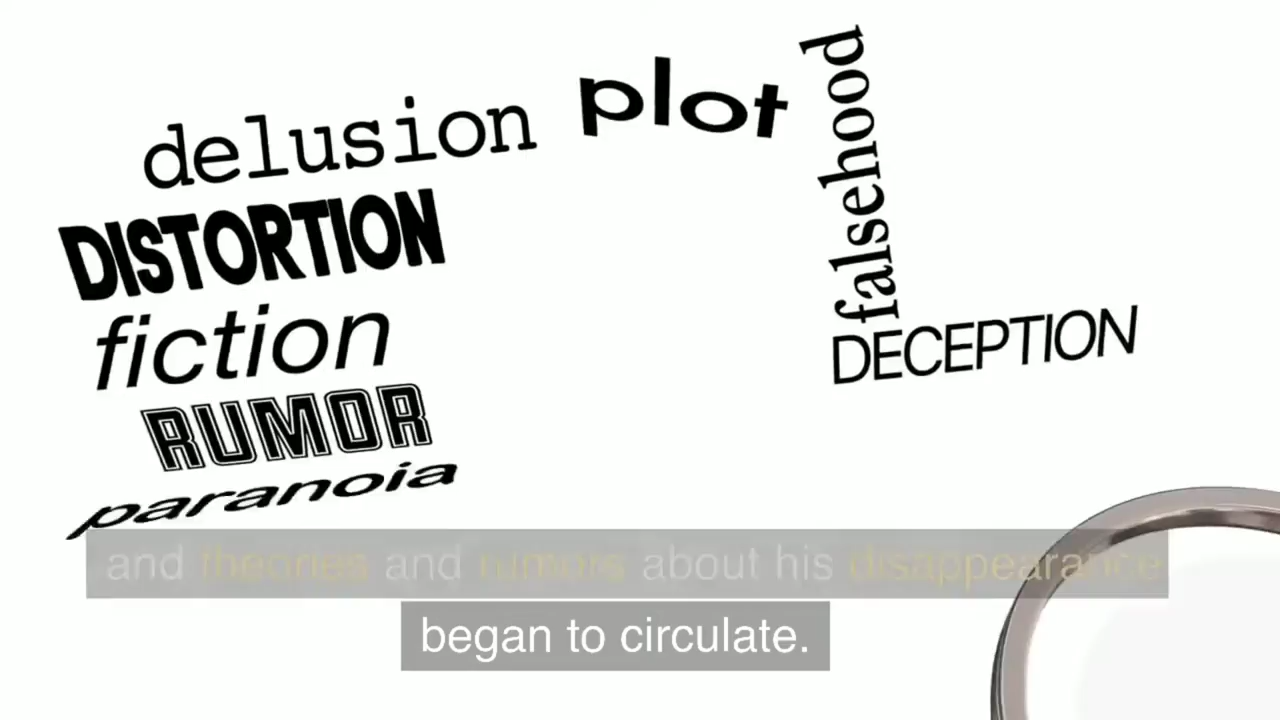 delusion
plot
falsehood
DISTORTION
fiction
DECEPTION
RUMOR
paranoia
and theories and rumors about his disappearance
began to circulate.